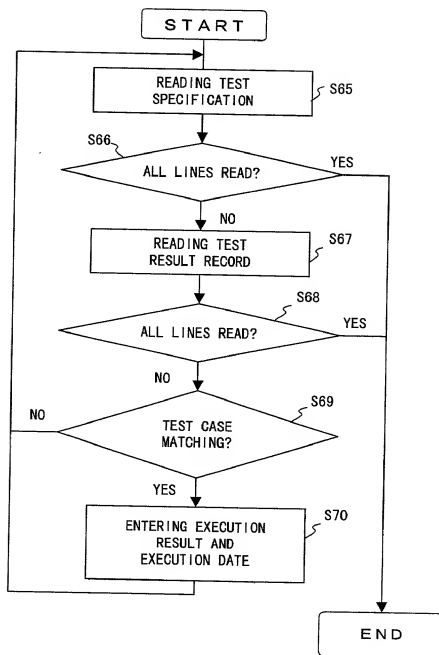 START
READING TEST
SPECIFICATION
S65
S66
ALL LINES READ?
YES
NO
READING TEST
RESULT RECORD
S67
S68
ALL LINES READ?
YES
NO
S69
NO
TEST CASE
MATCHING?
YES
S70
ENTERING EXECUTION
RESULT AND
EXECUTION DATE
END